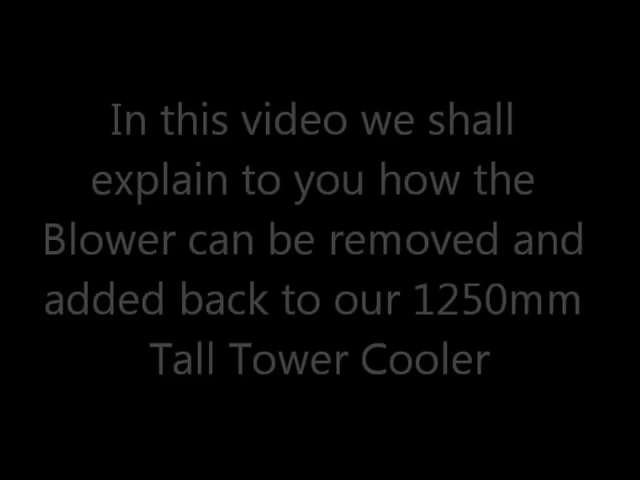 In this video we shall
explain to you how the
Blower can be removed and
added back to our 1250mm
Tall Tower Cooler